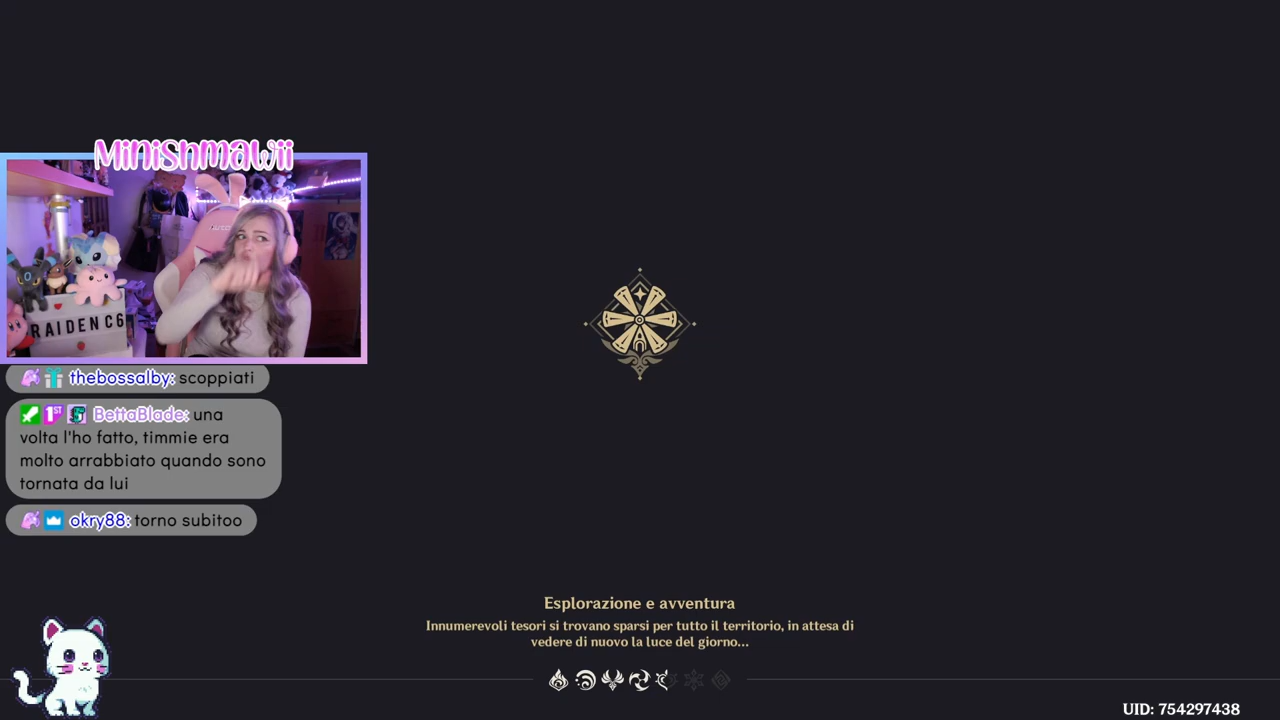 Minishmawii
RAIDEN C6
thebossalby: scoppiati
1ST BettaBlade: una
volta l'ho fatto, timmie era
molto arrabbiato quando sono
tornata da lui
okry88: torno subitoo
Esplorazione e avventura
Innumerevoli tesori si trovano sparsi per tutto il territorio, in attesa di
vedere di nuovo la luce del giorno...
UID: 754297438